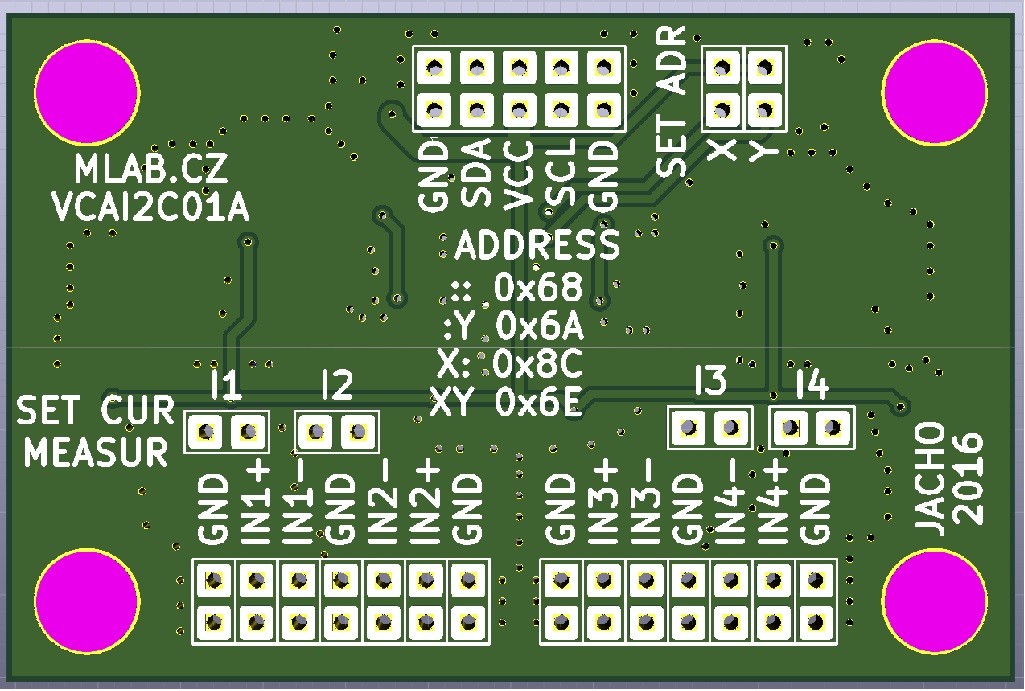 SET ADR
GND SDA VCC SCL GND
X Y
MLAB.CZ
VCAI2C01A
ADDRESS
:: 0x68
:Y 0x6A
X: 0x8C
XY 0x6E
I1 I2 I3 I4
SET CUR
MEASUR
GND IN1+ IN1- GND IN2- IN2+ GND
GND IN3+ IN3- GND IN4- IN4+ GND
JACHO
2016